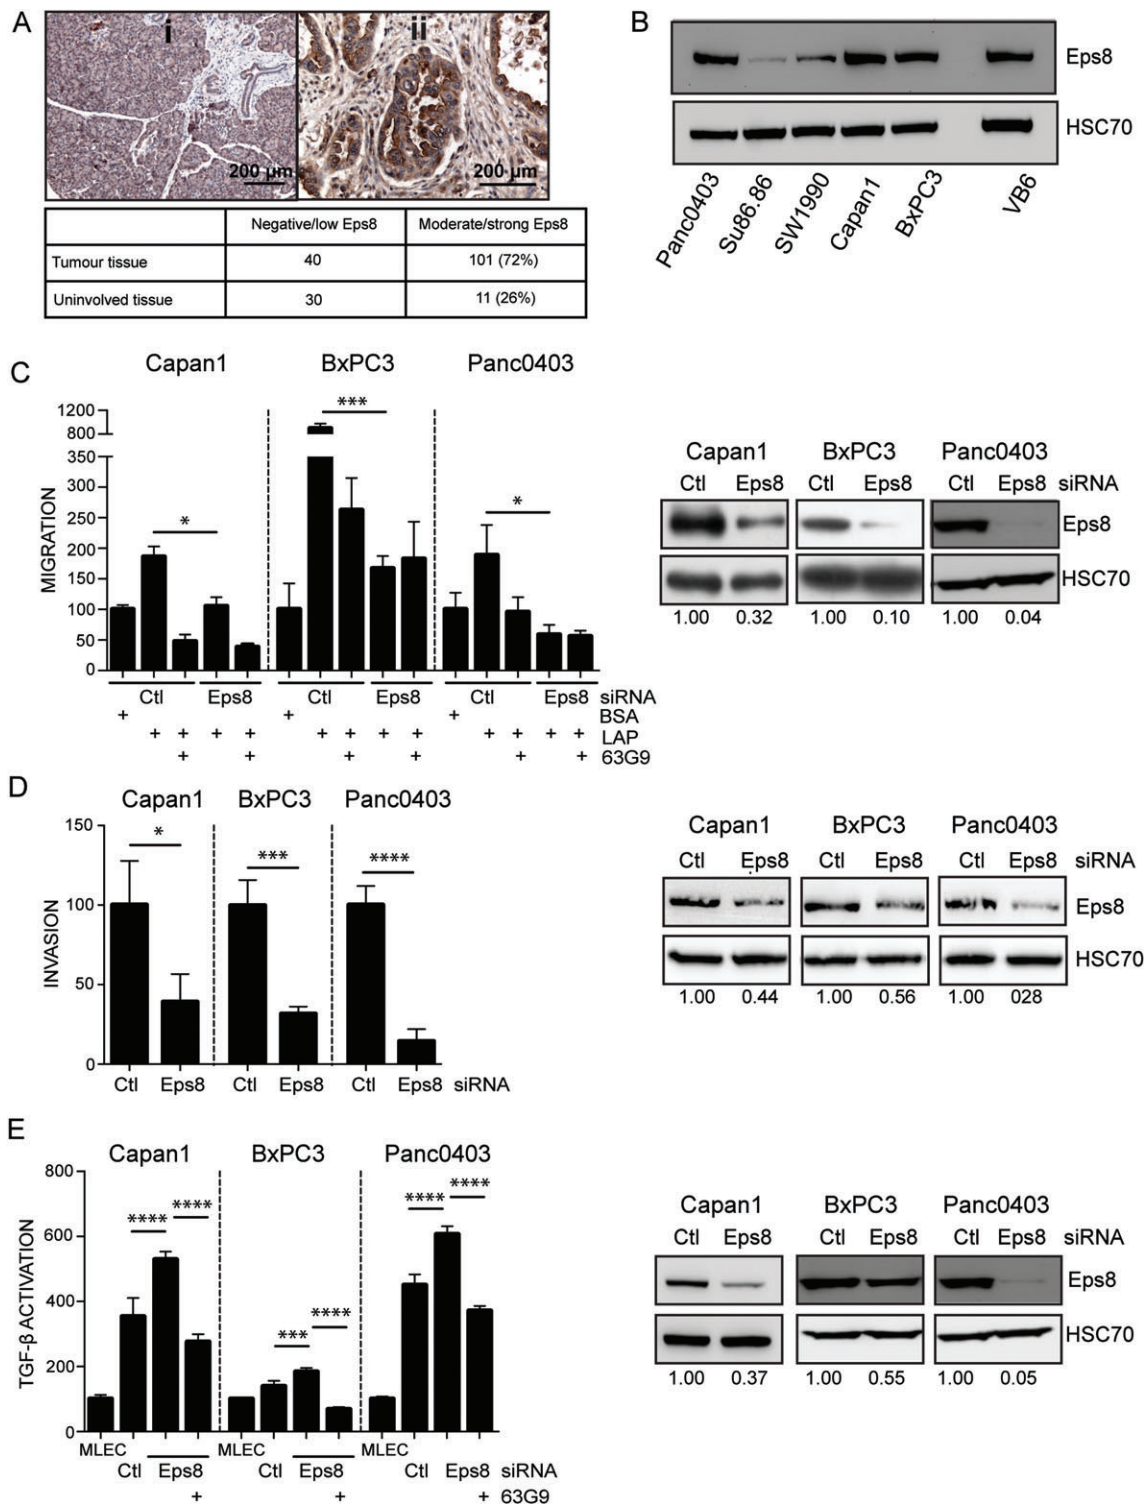 A
i
ii
200 μm
200 μm
Negative/low Eps8 Moderate/strong Eps8
Tumour tissue 40 101 (72%)
Uninvolved tissue 30 11 (26%)
B
Eps8
HSC70
Panc0403 Su86.86 SW1990 Capan1 BxPC3 VB6
C
Capan1 BxPC3 Panc0403
MIGRATION
1200
800
350
300
250
200
150
100
50
0
* *** *
Ctl Eps8 Ctl Eps8 Ctl Eps8 siRNA
+ + + BSA
+ + + + + + + + + + + + LAP
+ + + + + + 63G9
Capan1 BxPC3 Panc0403
Ctl Eps8 Ctl Eps8 Ctl Eps8 siRNA
Eps8
HSC70
1.00 0.32 1.00 0.10 1.00 0.04
D
Capan1 BxPC3 Panc0403
INVASION
150
100
50
0
* *** ****
Ctl Eps8 Ctl Eps8 Ctl Eps8 siRNA
Capan1 BxPC3 Panc0403
Ctl Eps8 Ctl Eps8 Ctl Eps8 siRNA
Eps8
HSC70
1.00 0.44 1.00 0.56 1.00 028
E
Capan1 BxPC3 Panc0403
TGF-β ACTIVATION
800
600
400
200
0
**** **** *** **** **** ****
MLEC MLEC MLEC
Ctl Eps8 Ctl Eps8 Ctl Eps8 siRNA
+ + + 63G9
Capan1 BxPC3 Panc0403
Ctl Eps8 Ctl Eps8 Ctl Eps8 siRNA
Eps8
HSC70
1.00 0.37 1.00 0.55 1.00 0.05